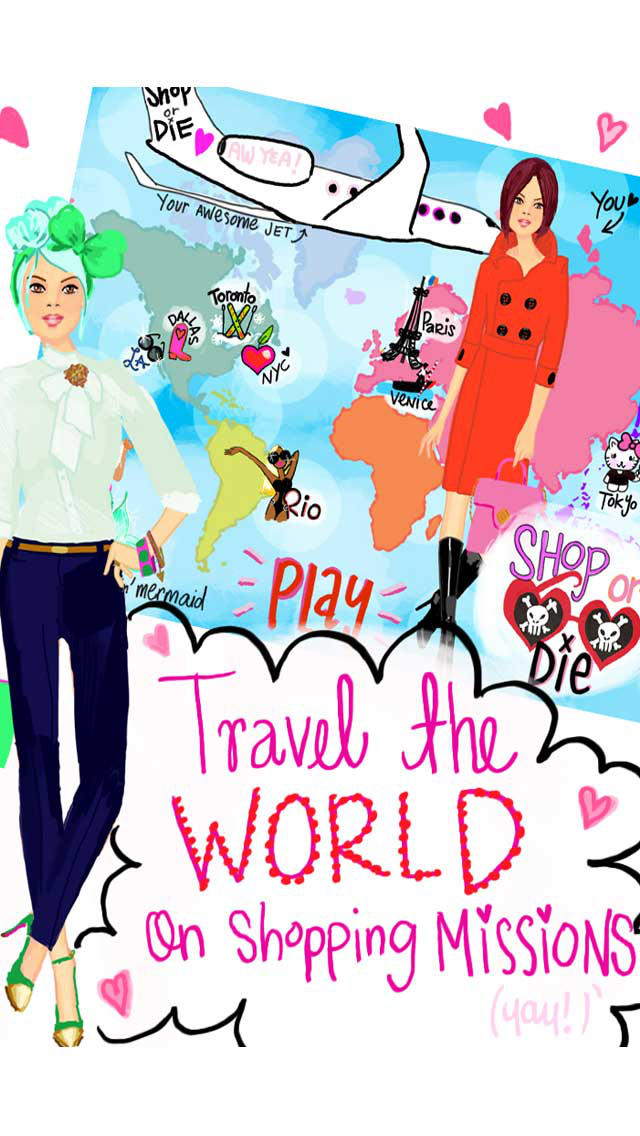 Shop
or
DiE
AW YEA!
Your AWesome JET
You
Toronto
DALLAS
LA
NYC
Paris
Venice
Rio
Tokyo
mermaid
Play
SHOP
or
Die
Travel the
WORLD
On Shopping MiSSiONS
(yay!)